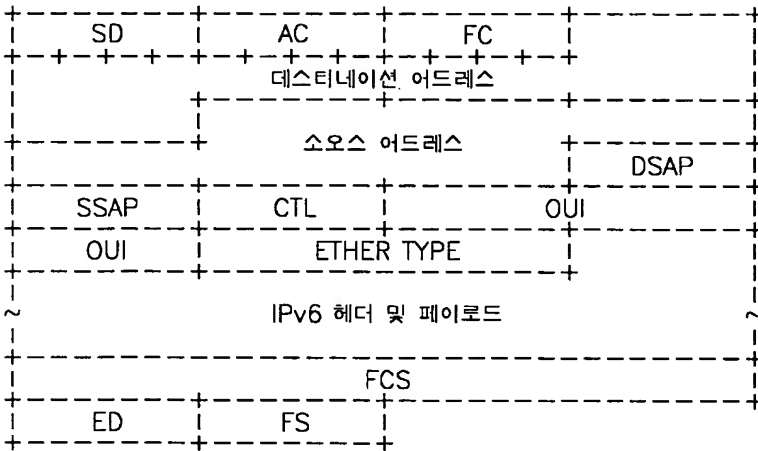 SD AC FC
데스티네이션 어드레스
소오스 어드레스
DSAP
SSAP CTL OUI
OUI ETHER TYPE
IPv6 헤더 및 페이로드
FCS
ED FS